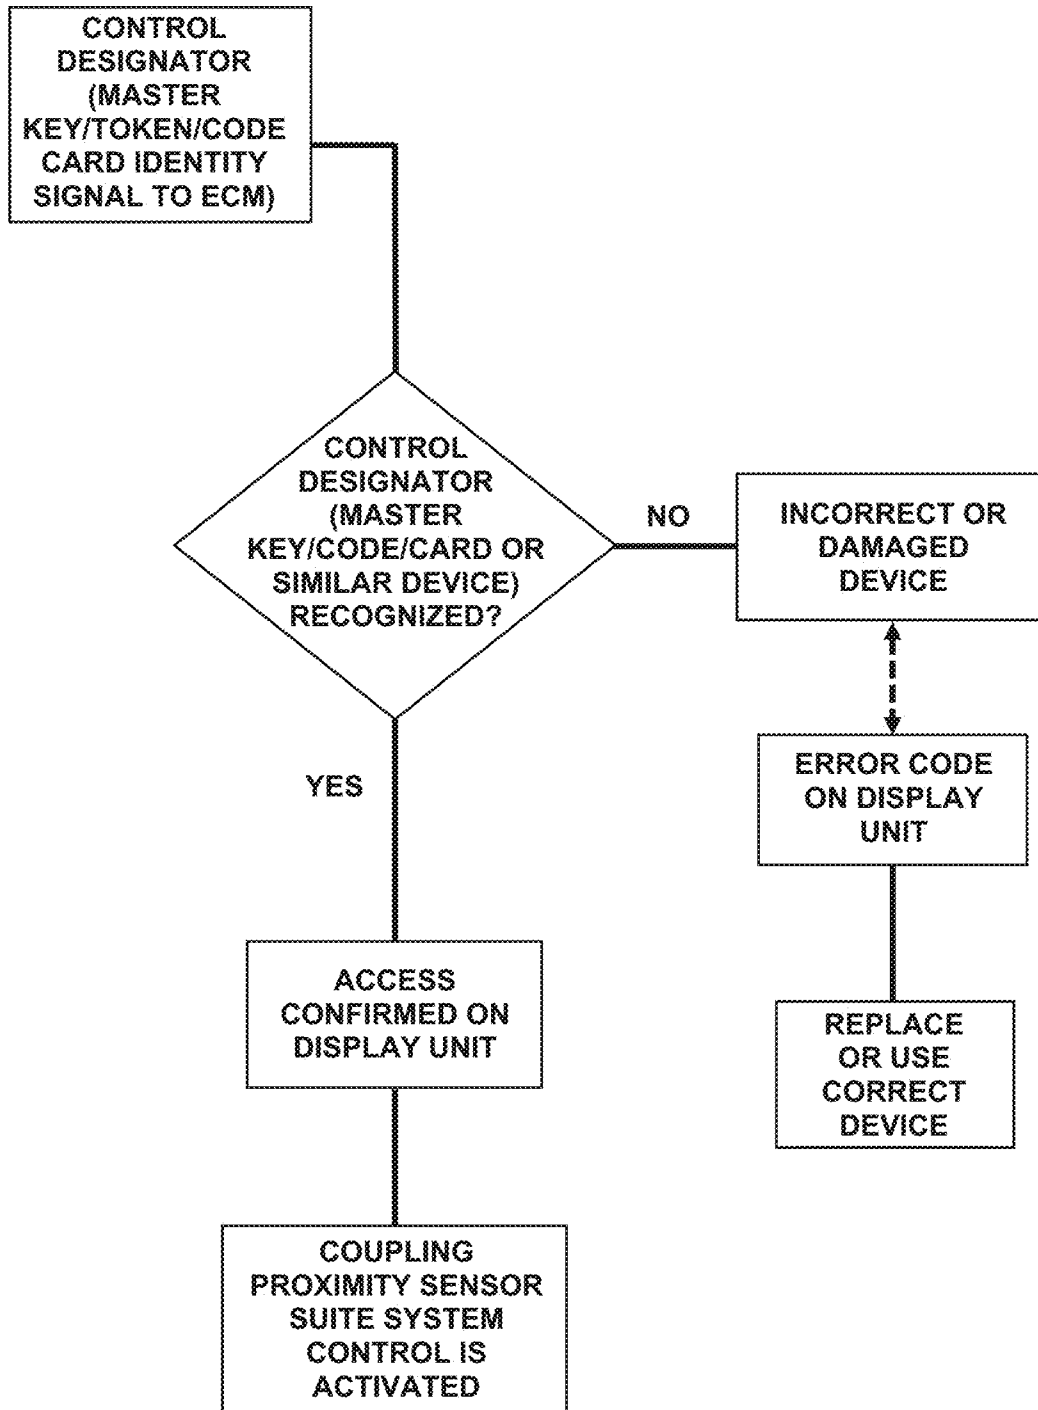 CONTROL
DESIGNATOR
(MASTER
KEY/TOKEN/CODE
CARD IDENTITY
SIGNAL TO ECM)
CONTROL
DESIGNATOR
(MASTER
KEY/CODE/CARD OR
SIMILAR DEVICE)
RECOGNIZED?
NO
INCORRECT OR
DAMAGED
DEVICE
ERROR CODE
ON DISPLAY
UNIT
REPLACE
OR USE
CORRECT
DEVICE
YES
ACCESS
CONFIRMED ON
DISPLAY UNIT
COUPLING
PROXIMITY SENSOR
SUITE SYSTEM
CONTROL IS
ACTIVATED